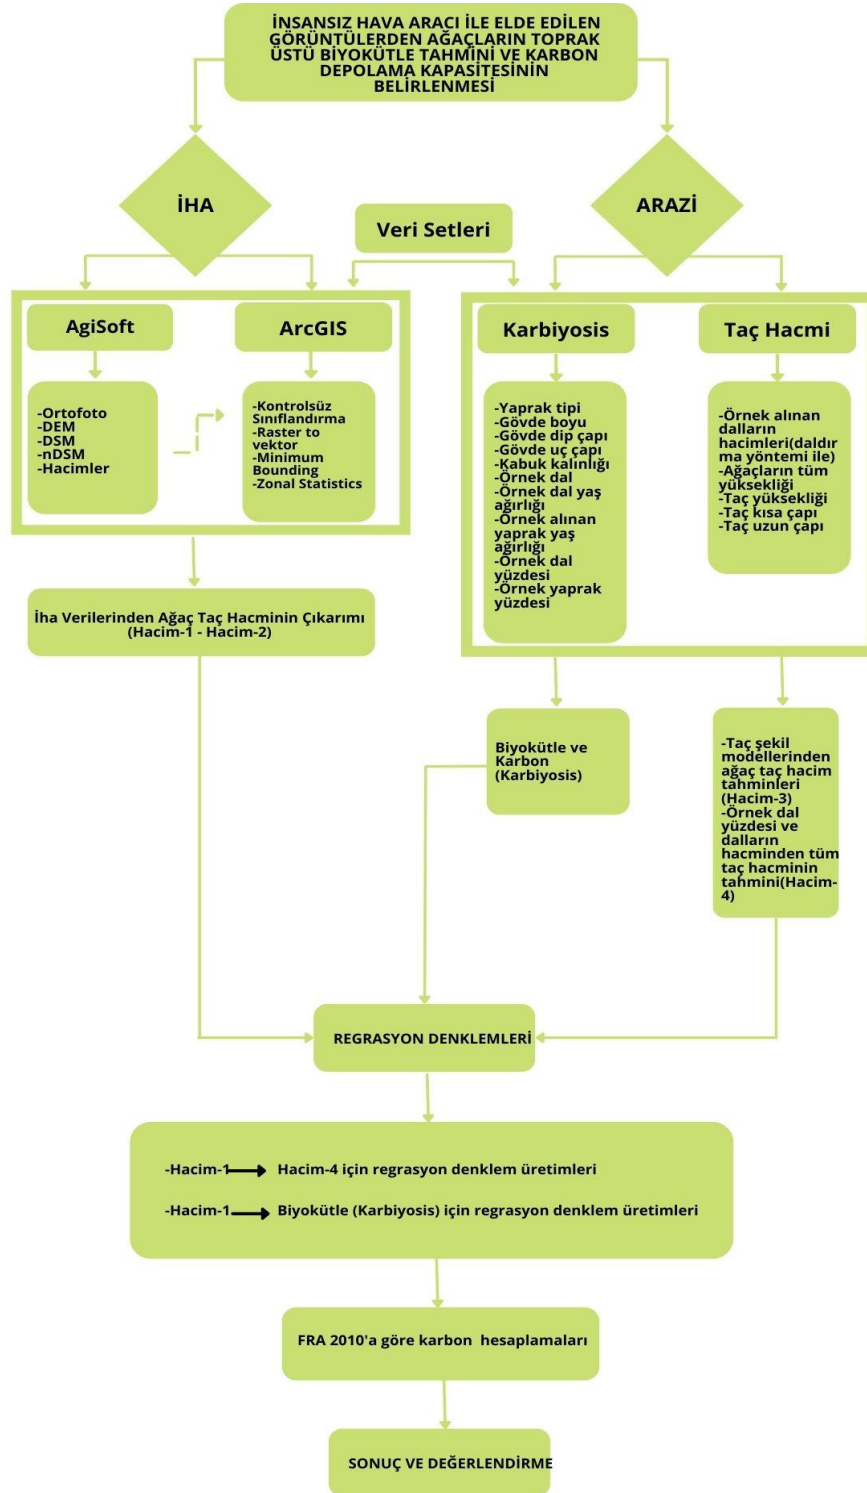 İNSANSIZ HAVA ARACI İLE ELDE EDİLEN
GÖRÜNTÜLERDEN AĞAÇLARIN TOPRAK
ÜSTÜ BİYOKÜTLE TAHMİNİ VE KARBON
DEPOLAMA KAPASİTESİNİN
BELİRLENMESİ
İHA
ARAZİ
Veri Setleri
AgiSoft
ArcGIS
-Ortofoto
-DEM
-DSM
-nDSM
-Hacimler
-Kontrolsüz
Sınıflandırma
-Raster to
vektor
-Minimum
Bounding
-Zonal Statistics
Karbiyosis
Taç Hacmi
-Yaprak tipi
-Gövde boyu
-Gövde dip çapı
-Gövde uç çapı
-Kabuk kalınlığı
-Örnek dal
-Örnek dal yaş
ağırlığı
-Örnek alınan
yaprak yaş
ağırlığı
-Örnek dal
yüzdesi
-Örnek yaprak
yüzdesi
-Örnek alınan
dalların
hacimleri(daldır
ma yöntemi ile)
-Ağaçların tüm
yüksekliği
-Taç yüksekliği
-Taç kısa çapı
-Taç uzun çapı
İha Verilerinden Ağaç Taç Hacminin Çıkarımı
(Hacim-1 - Hacim-2)
Biyokütle ve
Karbon
(Karbiyosis)
-Taç şekil
modellerinden
ağaç taç hacim
tahminleri
(Hacim-3)
-Örnek dal
yüzdesi ve
dalların
hacminden tüm
taç hacminin
tahmini(Hacim-
4)
REGRASYON DENKLEMLERİ
-Hacim-1 → Hacim-4 için regrasyon denklem üretimleri
-Hacim-1 → Biyokütle (Karbiyosis) için regrasyon denklem üretimleri
FRA 2010'a göre karbon hesaplamaları
SONUÇ VE DEĞERLENDİRME